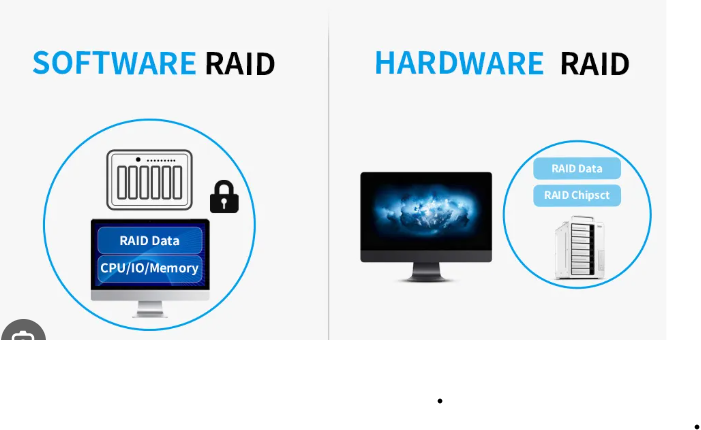 SOFTWARE RAID
RAID Data
CPU/IO/Memory
HARDWARE RAID
RAID Data
RAID Chipsct